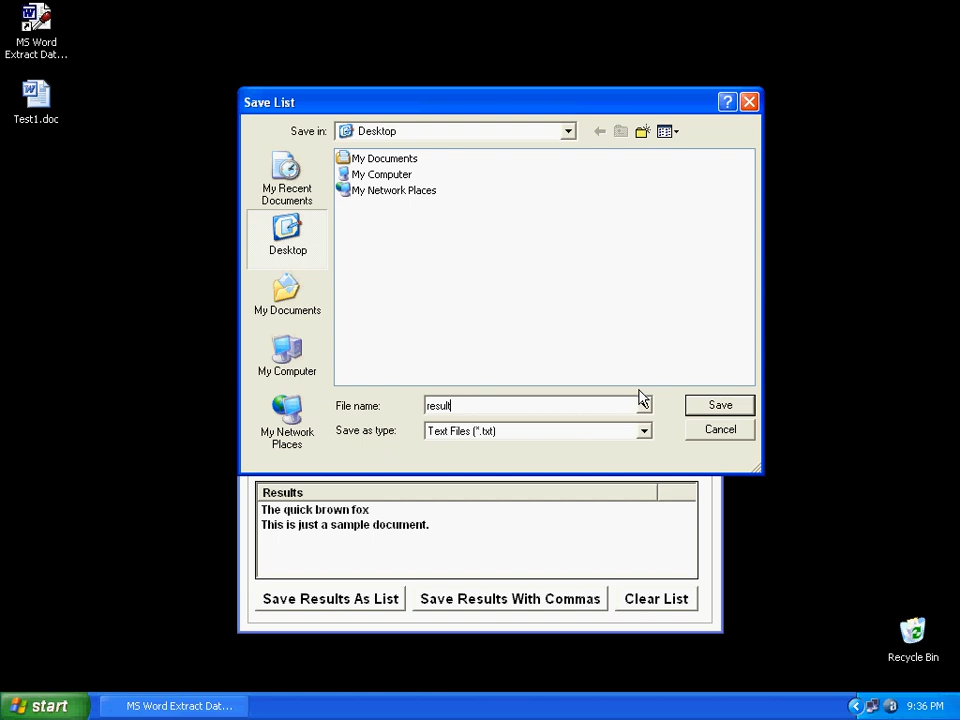 MS Word
Extract Dat...
Test1.doc
Save List
Save in:
Desktop
My Documents
My Computer
My Network Places
My Recent
Documents
Desktop
My Documents
My Computer
My Network
Places
File name:
result
Save
Save as type:
Text Files (*.txt)
Cancel
Results
The quick brown fox
This is just a sample document.
Save Results As List
Save Results With Commas
Clear List
Recycle Bin
start
MS Word Extract Dat...
9:36 PM